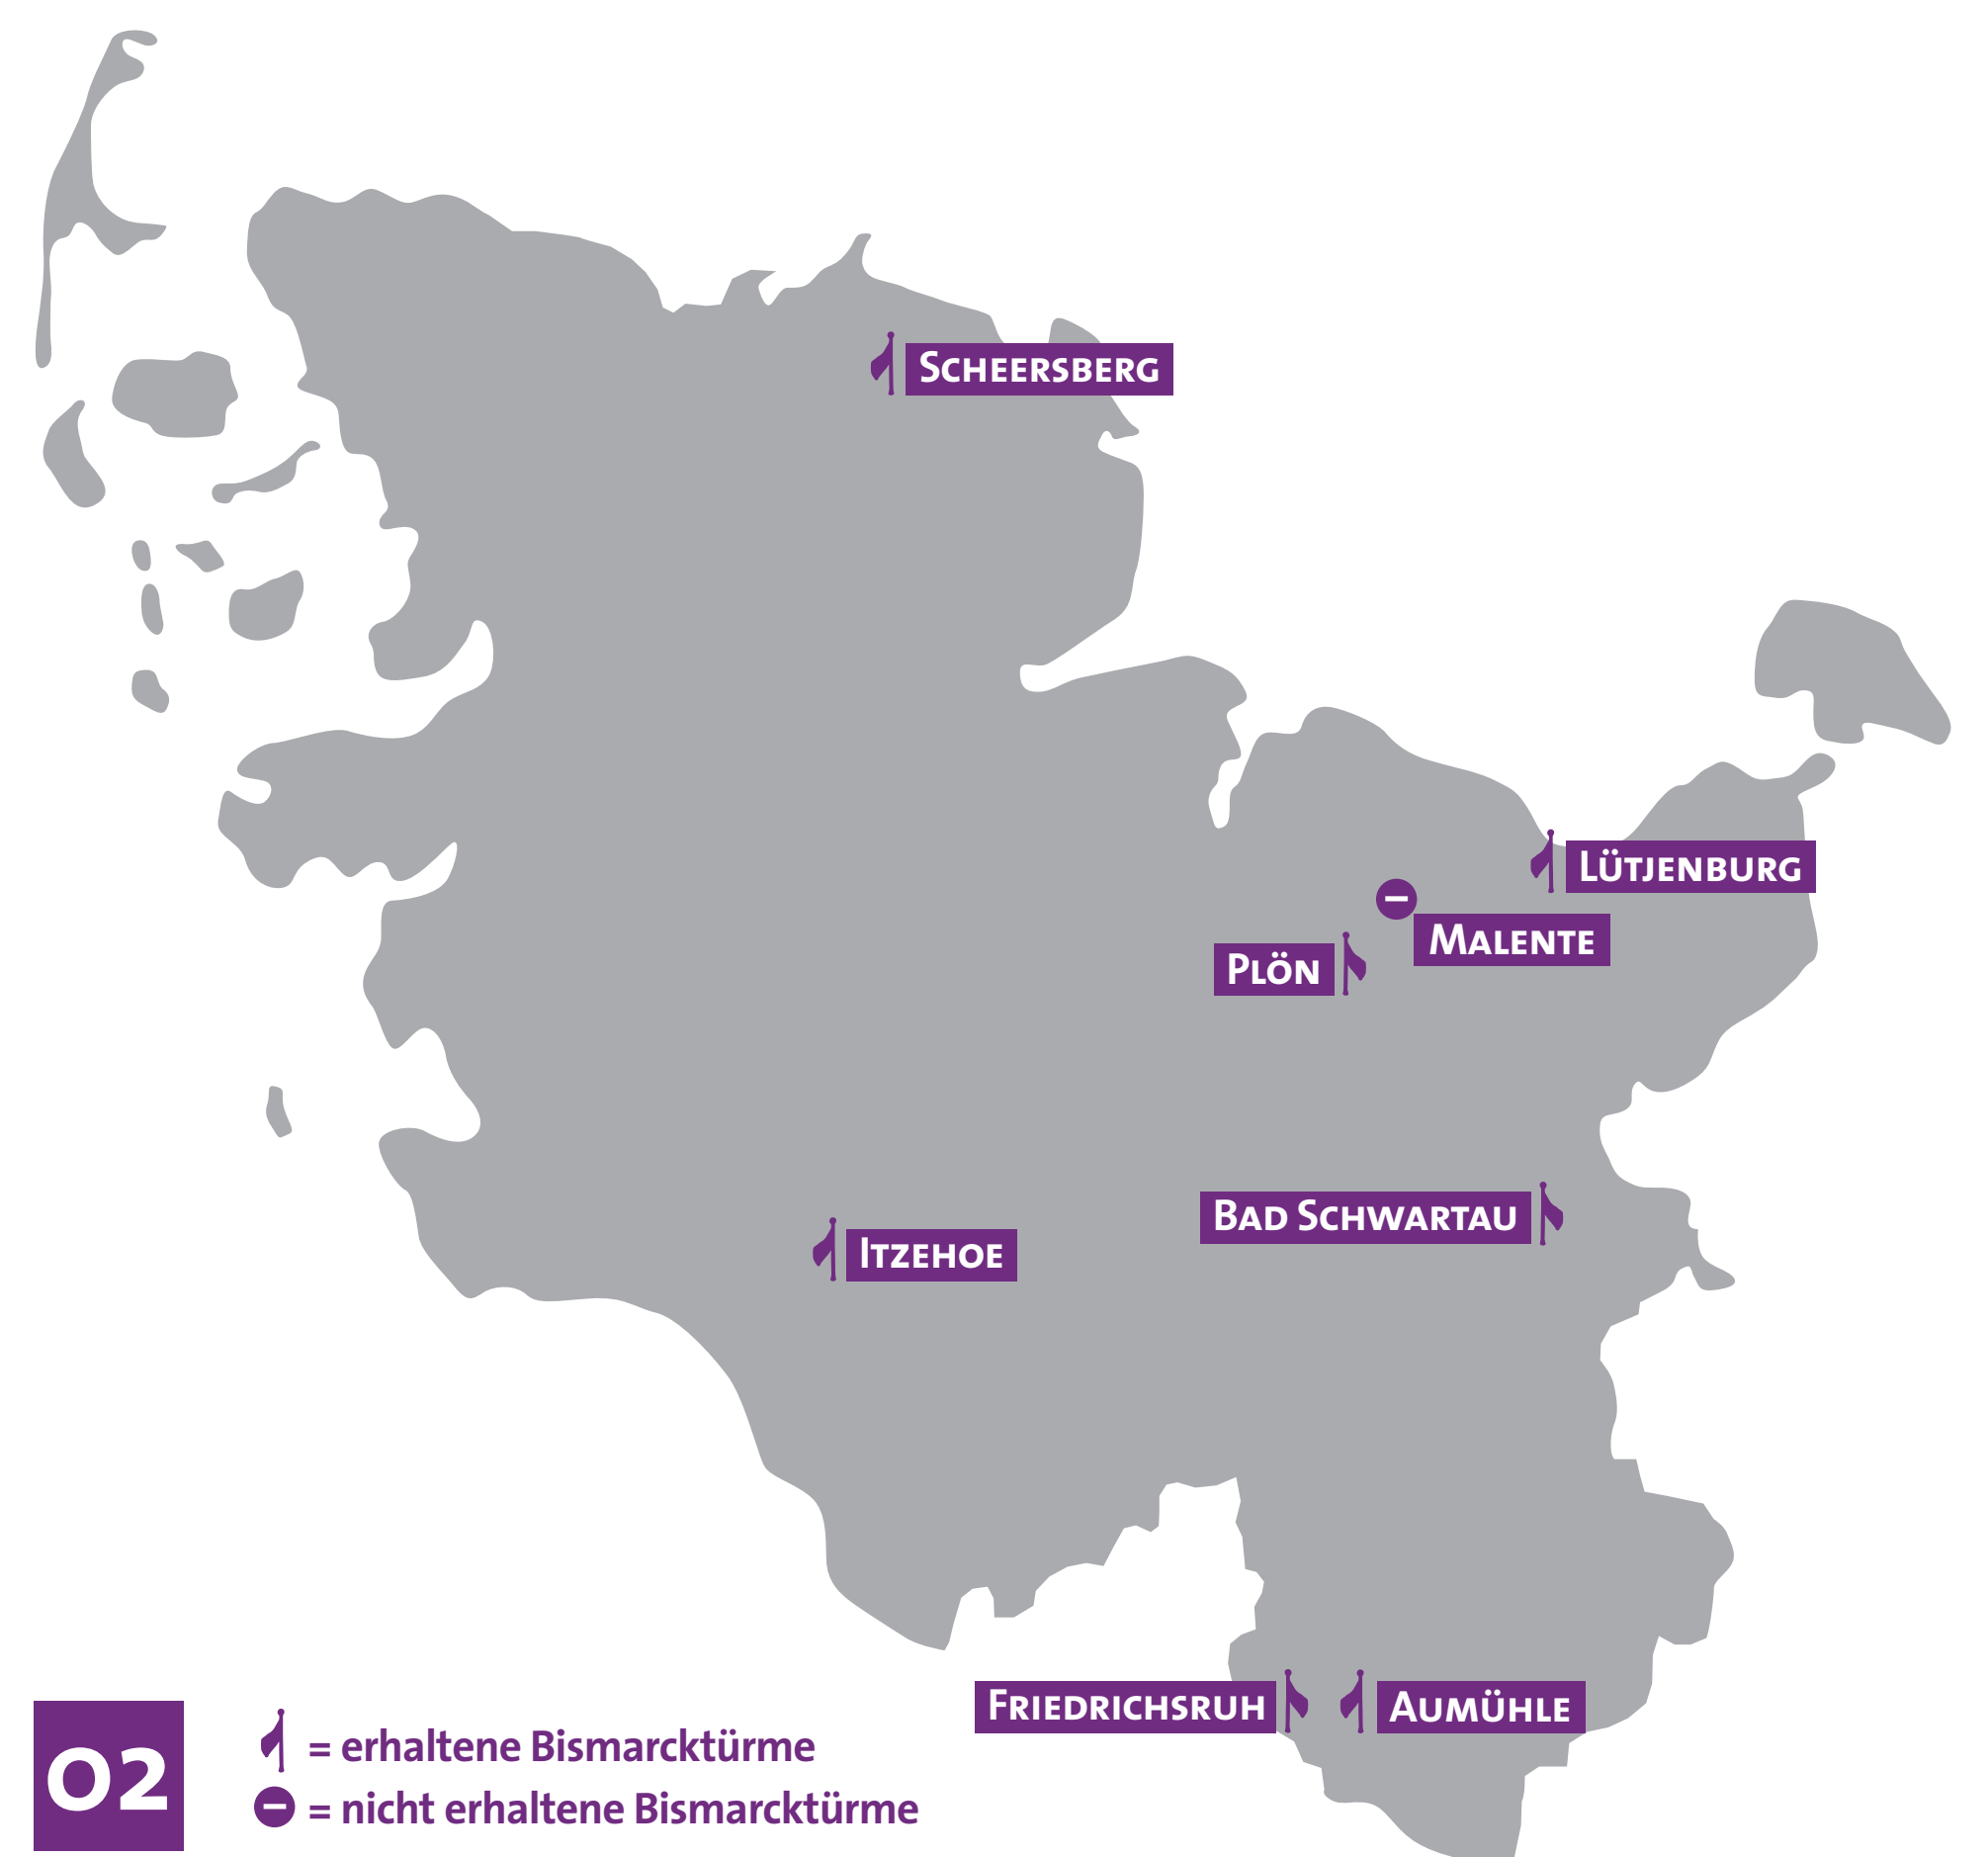 Scheersberg
Lütjenburg
Malente
Plön
Bad Schwartau
Itzehoe
Friedrichsruh
Aumühle
02
= erhaltene Bismarcktürme
= nicht erhaltene Bismarcktürme